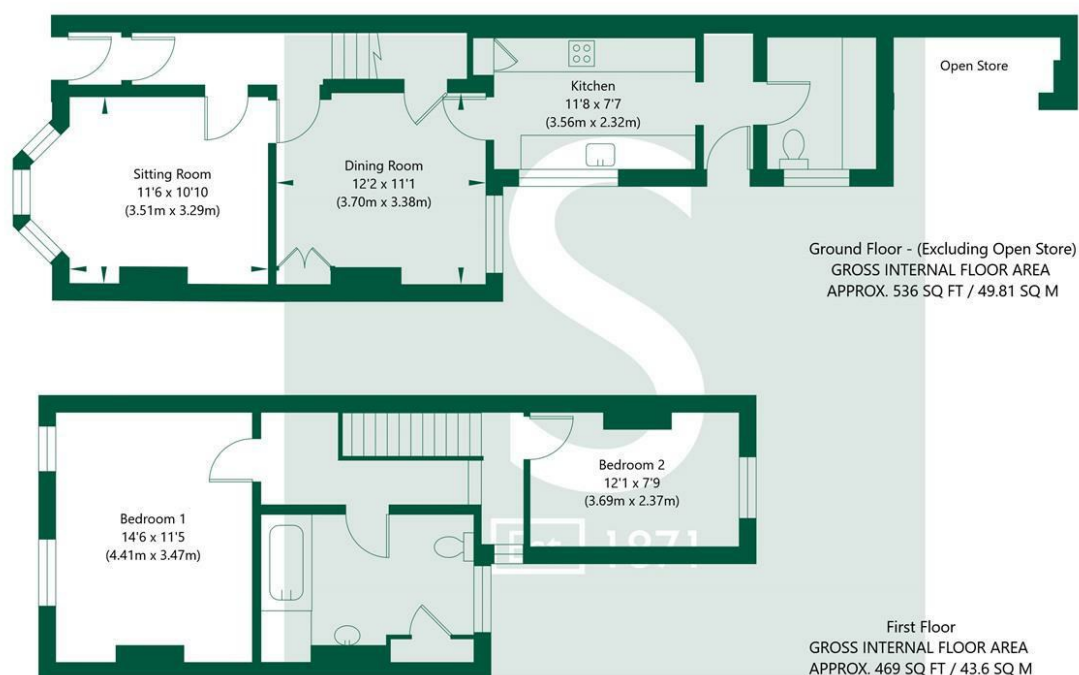 Open Store
Kitchen
11'8 x 7'7
(3.56m x 2.32m)
Sitting Room
11'6 x 10'10
(3.51m x 3.29m)
Dining Room
12'2 x 11'1
(3.70m x 3.38m)
S
Ground Floor - (Excluding Open Store)
GROSS INTERNAL FLOOR AREA
APPROX. 536 SQ FT / 49.81 SQ M
Bedroom 2
12'1 x 7'9
(3.69m x 2.37m)
Bedroom 1
14'6 x 11'5
(4.41m x 3.47m)
Est 1871
First Floor
GROSS INTERNAL FLOOR AREA
APPROX. 469 SQ FT / 43.6 SQ M